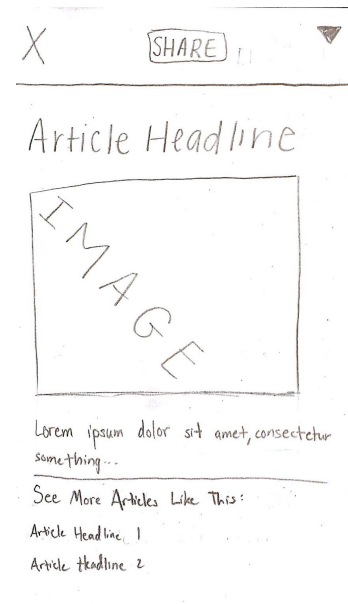 X SHARE
Article Headline
IMAGE
Lorem ipsum dolor sit amet, consectetur
something...
See More Articles Like This:
Article Headline 1
Article Headline 2